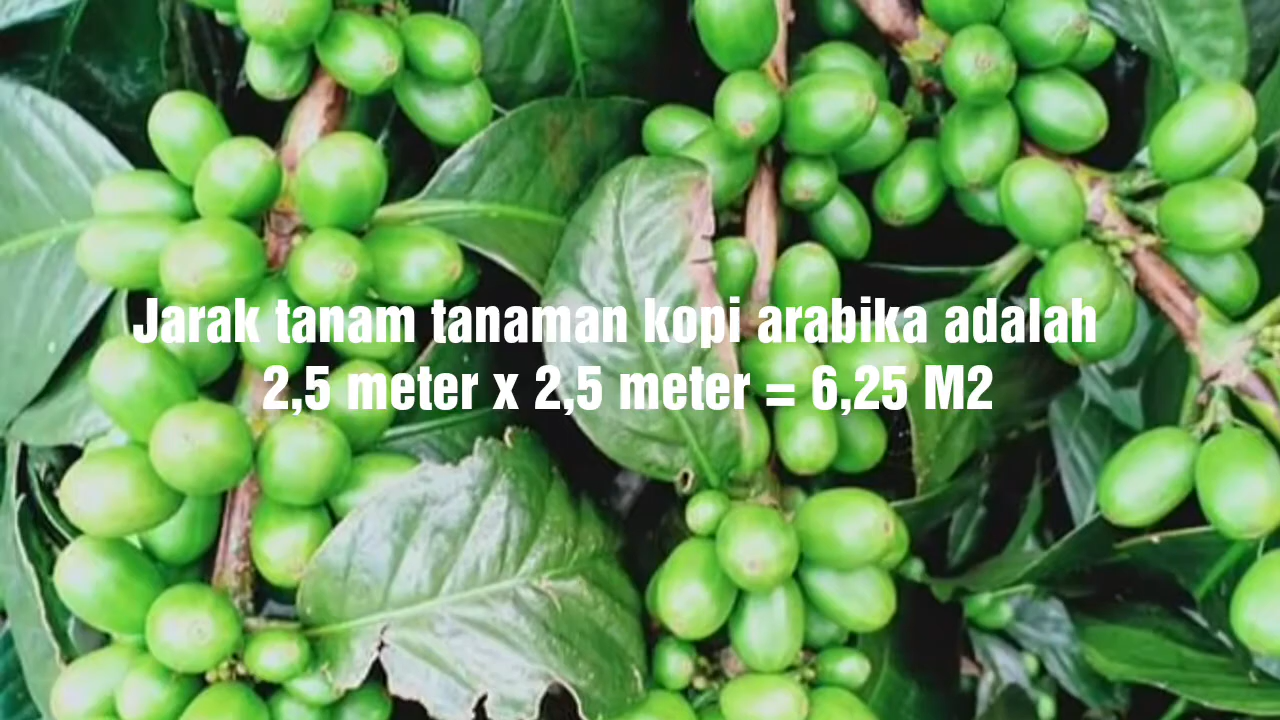 Jarak tanam tanaman kopi arabika adalah
2,5 meter x 2,5 meter = 6,25 M2